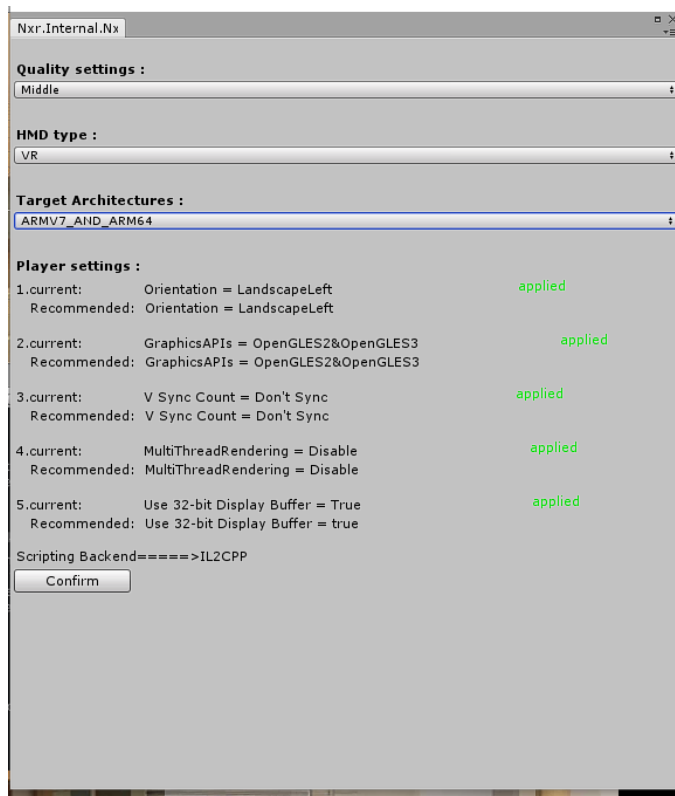 Nxr.Internal.Nx
Quality settings :
Middle
HMD type :
VR
Target Architectures :
ARMV7_AND_ARM64
Player settings :
1.current: Orientation = LandscapeLeft applied
Recommended: Orientation = LandscapeLeft
2.current: GraphicsAPIs = OpenGLES2&OpenGLES3 applied
Recommended: GraphicsAPIs = OpenGLES2&OpenGLES3
3.current: V Sync Count = Don't Sync applied
Recommended: V Sync Count = Don't Sync
4.current: MultiThreadRendering = Disable applied
Recommended: MultiThreadRendering = Disable
5.current: Use 32-bit Display Buffer = True applied
Recommended: Use 32-bit Display Buffer = true
Scripting Backend=====>IL2CPP
Confirm